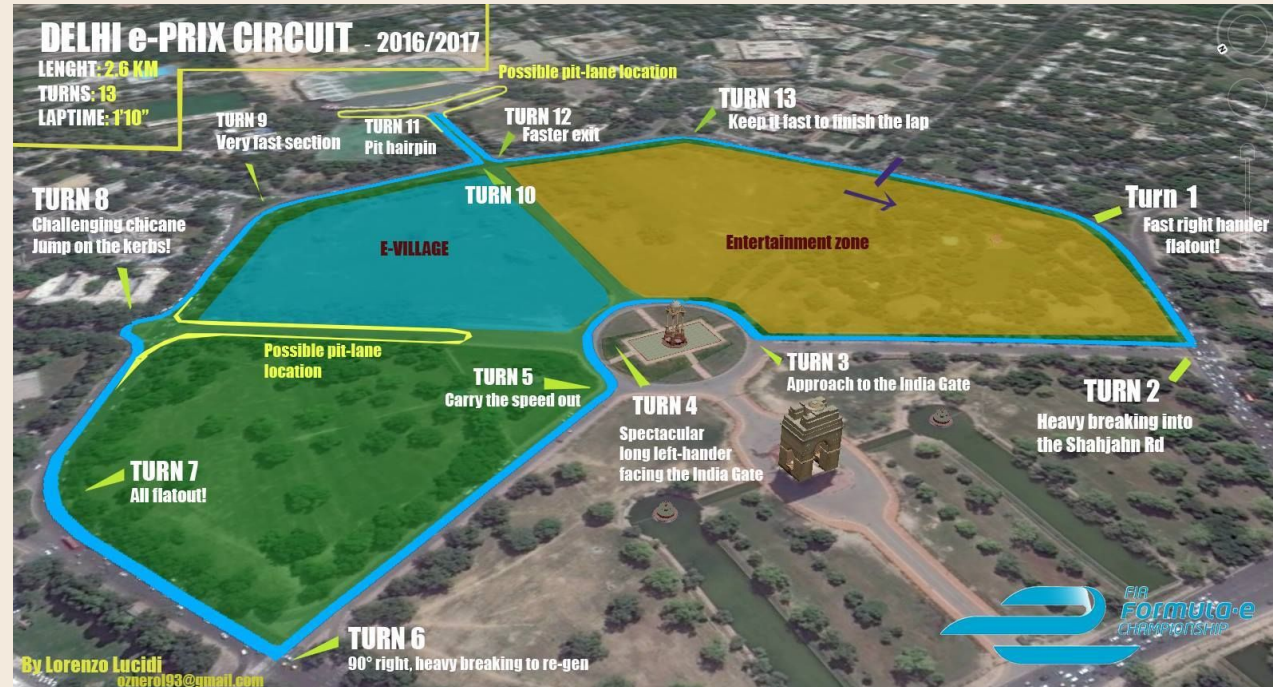 DELHI e-PRIX CIRCUIT - 2016/2017
LENGHT: 2.6 KM
TURNS: 13
LAPTIME: 1'10"
Possible pit-lane location
TURN 9
Very fast section
TURN 11
Pit hairpin
TURN 12
Faster exit
TURN 13
Keep it fast to finish the lap
TURN 8
Challenging chicane
Jump on the kerbs!
TURN 10
Turn 1
Fast right hander
flatout!
E-VILLAGE
Entertainment zone
Possible pit-lane
location
TURN 5
Carry the speed out
TURN 3
Approach to the India Gate
TURN 4
Spectacular
long left-hander
facing the India Gate
TURN 2
Heavy breaking into
the Shahjahn Rd
TURN 7
All flatout!
TURN 6
90° right, heavy breaking to re-gen
FIA
FORMULA-e
CHAMPIONSHIP
By Lorenzo Lucidi
oznerol93@gmail.com